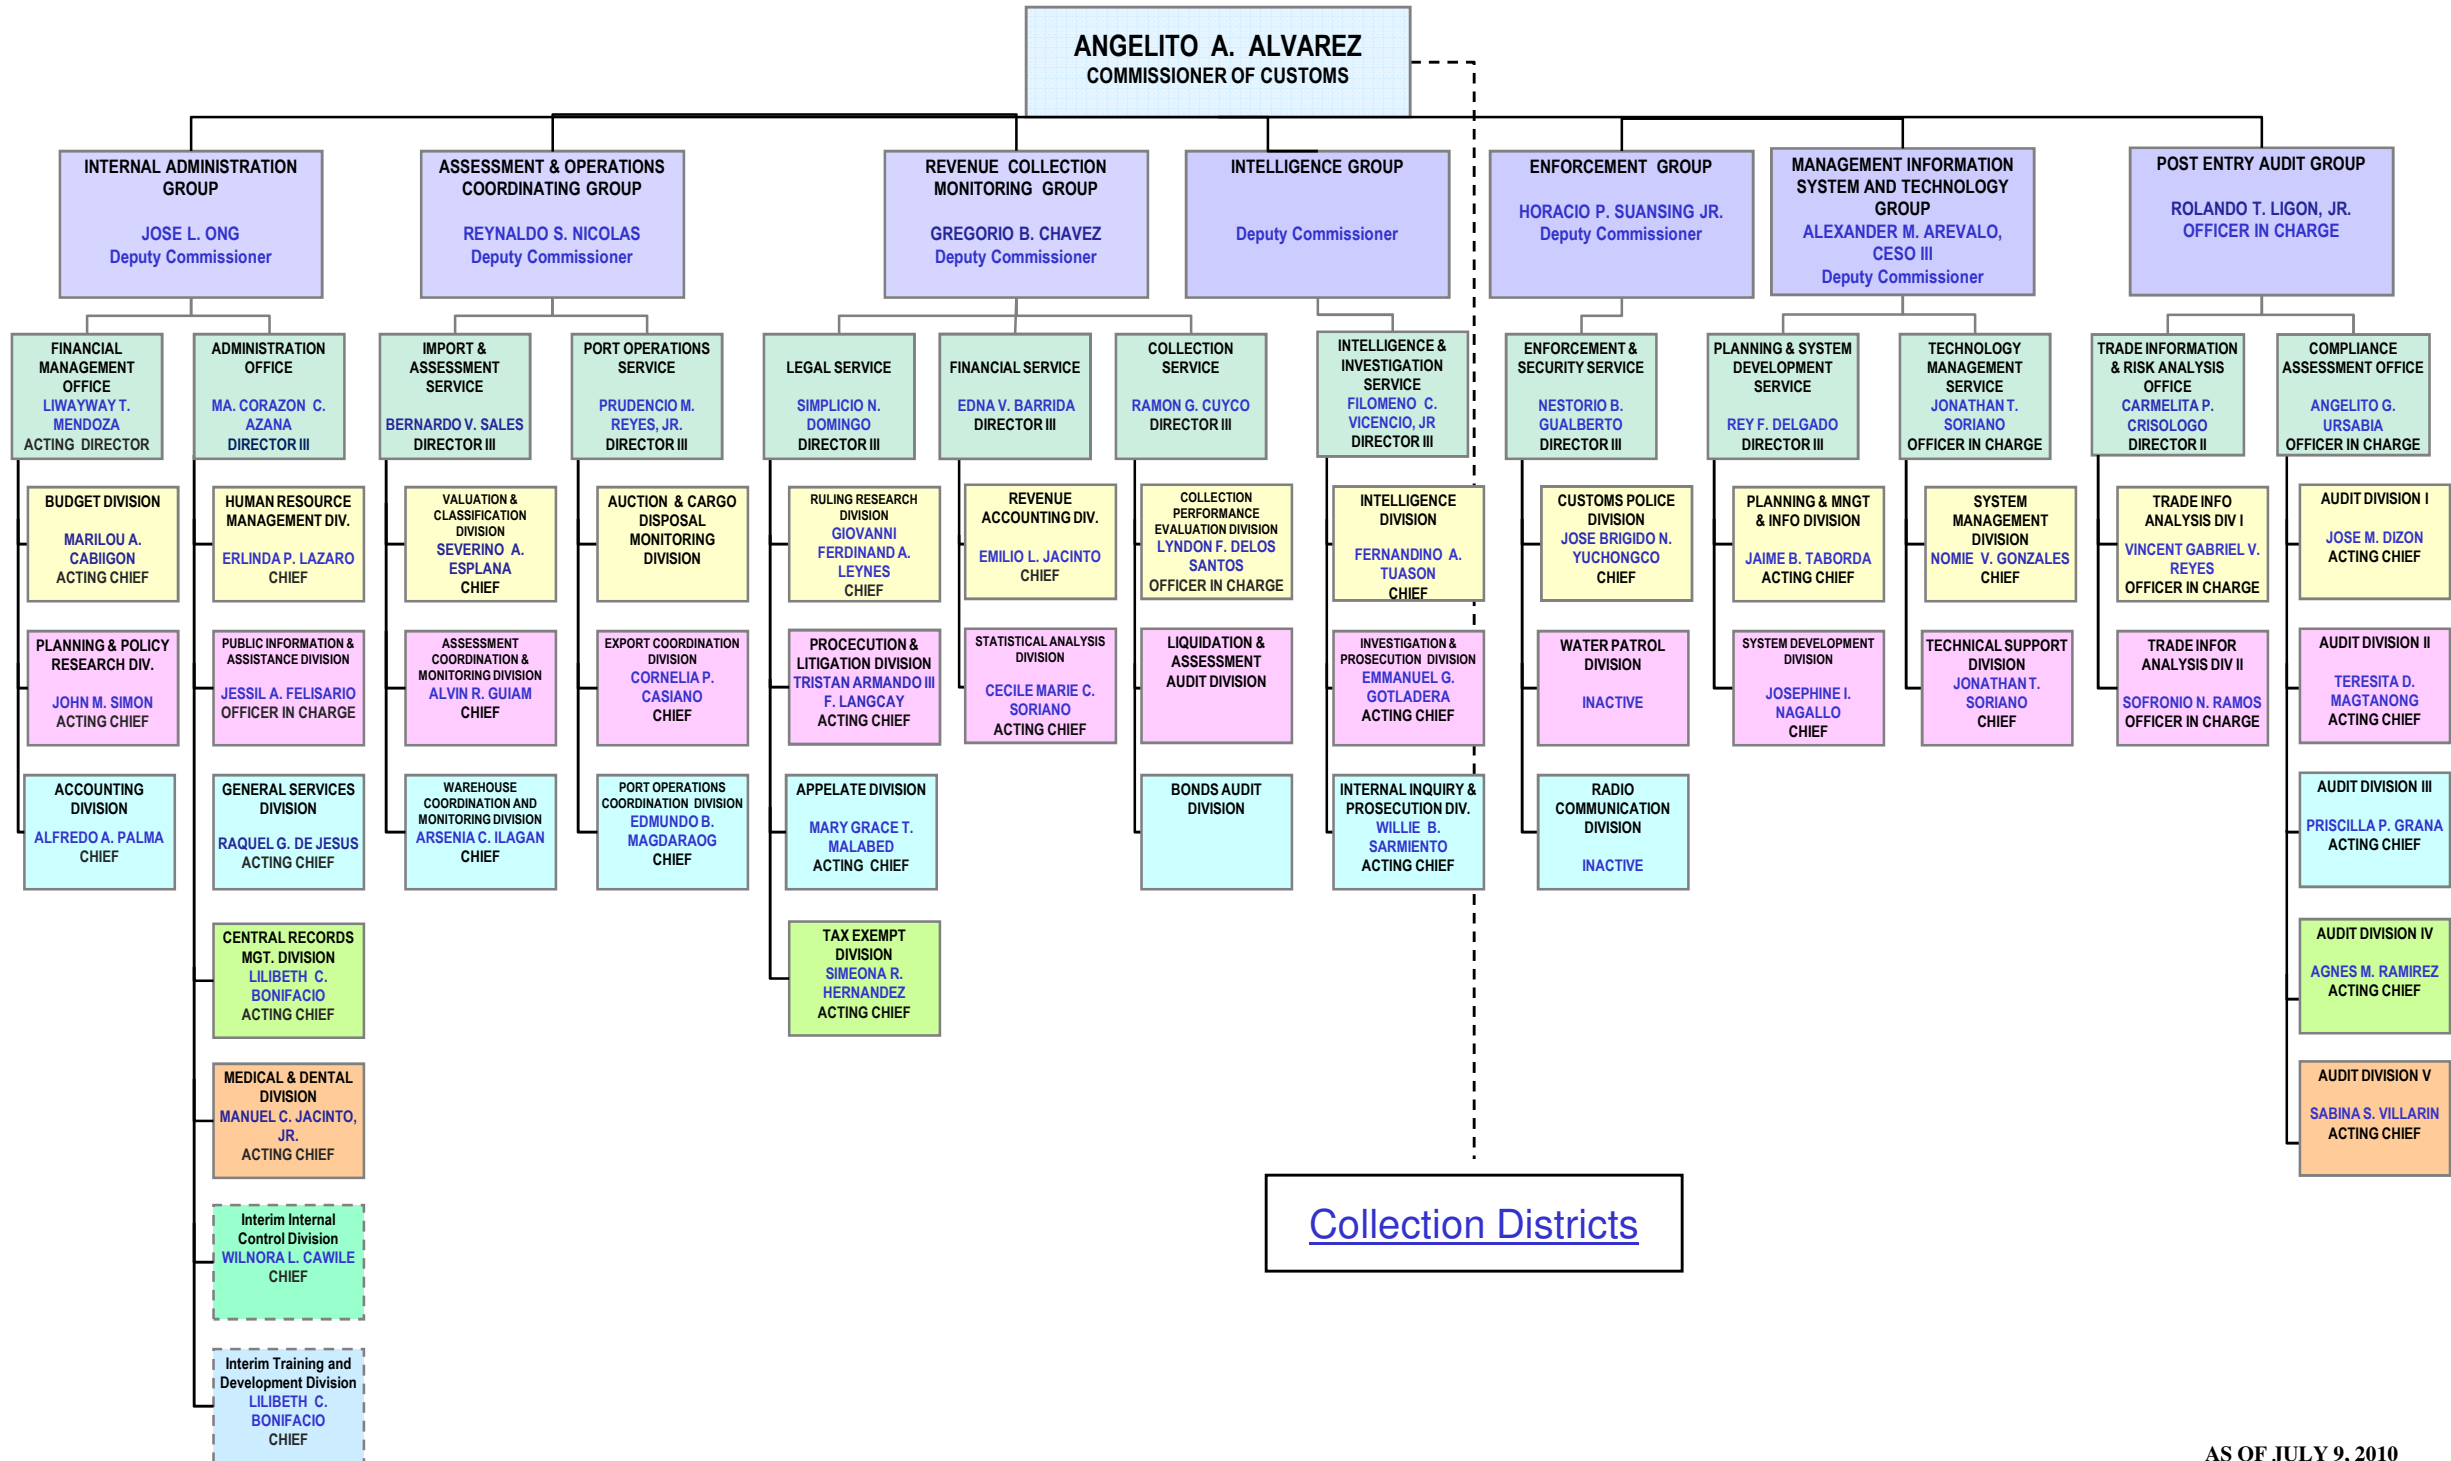 ANGELITO A. ALVAREZ
COMMISSIONER OF CUSTOMS
INTERNAL ADMINISTRATION
GROUP
JOSE L. ONG
Deputy Commissioner
ASSESSMENT & OPERATIONS
COORDINATING GROUP
REYNALDO S. NICOLAS
Deputy Commissioner
REVENUE COLLECTION
MONITORING GROUP
GREGORIO B. CHAVEZ
Deputy Commissioner
INTELLIGENCE GROUP
Deputy Commissioner
ENFORCEMENT GROUP
HORACIO P. SUANSING JR.
Deputy Commissioner
MANAGEMENT INFORMATION
SYSTEM AND TECHNOLOGY
GROUP
ALEXANDER M. AREVALO,
CESO III
Deputy Commissioner
POST ENTRY AUDIT GROUP
ROLANDO T. LIGON, JR.
OFFICER IN CHARGE
FINANCIAL
MANAGEMENT
OFFICE
LIWAYWAY T.
MENDOZA
ACTING DIRECTOR
ADMINISTRATION
OFFICE
MA. CORAZON C.
AZANA
DIRECTOR III
IMPORT &
ASSESSMENT
SERVICE
BERNARDO V. SALES
DIRECTOR III
PORT OPERATIONS
SERVICE
PRUDENCIO M.
REYES, JR.
DIRECTOR III
LEGAL SERVICE
SIMPLICIO N.
DOMINGO
DIRECTOR III
FINANCIAL SERVICE
EDNA V. BARRIDA
DIRECTOR III
COLLECTION
SERVICE
RAMON G. CUYCO
DIRECTOR III
INTELLIGENCE &
INVESTIGATION
SERVICE
FILOMENO C.
VICENCIO, JR
DIRECTOR III
ENFORCEMENT &
SECURITY SERVICE
NESTORIO B.
GUALBERTO
DIRECTOR III
PLANNING & SYSTEM
DEVELOPMENT
SERVICE
REY F. DELGADO
DIRECTOR III
TECHNOLOGY
MANAGEMENT
SERVICE
JONATHAN T.
SORIANO
OFFICER IN CHARGE
TRADE INFORMATION
& RISK ANALYSIS
OFFICE
CARMELITA P.
CRISOLOGO
DIRECTOR II
COMPLIANCE
ASSESSMENT OFFICE
ANGELITO G.
URSABIA
OFFICER IN CHARGE
BUDGET DIVISION
MARILOU A.
CABIIGON
ACTING CHIEF
HUMAN RESOURCE
MANAGEMENT DIV.
ERLINDA P. LAZARO
CHIEF
VALUATION &
CLASSIFICATION
DIVISION
SEVERINO A.
ESPLANA
CHIEF
AUCTION & CARGO
DISPOSAL
MONITORING
DIVISION
RULING RESEARCH
DIVISION
GIOVANNI
FERDINAND A.
LEYNES
CHIEF
REVENUE
ACCOUNTING DIV.
EMILIO L. JACINTO
CHIEF
COLLECTION
PERFORMANCE
EVALUATION DIVISION
LYNDON F. DELOS
SANTOS
OFFICER IN CHARGE
INTELLIGENCE
DIVISION
FERNANDINO A.
TUASON
CHIEF
CUSTOMS POLICE
DIVISION
JOSE BRIGIDO N.
YUCHONGCO
CHIEF
PLANNING & MNGT
& INFO DIVISION
JAIME B. TABORDA
ACTING CHIEF
SYSTEM
MANAGEMENT
DIVISION
NOMIE V. GONZALES
CHIEF
TRADE INFO
ANALYSIS DIV I
VINCENT GABRIEL V.
REYES
OFFICER IN CHARGE
AUDIT DIVISION I
JOSE M. DIZON
ACTING CHIEF
PLANNING & POLICY
RESEARCH DIV.
JOHN M. SIMON
ACTING CHIEF
PUBLIC INFORMATION &
ASSISTANCE DIVISION
JESSIL A. FELISARIO
OFFICER IN CHARGE
ASSESSMENT
COORDINATION &
MONITORING DIVISION
ALVIN R. GUIAM
CHIEF
EXPORT COORDINATION
DIVISION
CORNELIA P.
CASIANO
CHIEF
PROCECUTION &
LITIGATION DIVISION
TRISTAN ARMANDO III
F. LANGCAY
ACTING CHIEF
STATISTICAL ANALYSIS
DIVISION
CECILE MARIE C.
SORIANO
ACTING CHIEF
LIQUIDATION &
ASSESSMENT
AUDIT DIVISION
INVESTIGATION &
PROSECUTION DIVISION
EMMANUEL G.
GOTLADERA
ACTING CHIEF
WATER PATROL
DIVISION
INACTIVE
SYSTEM DEVELOPMENT
DIVISION
JOSEPHINE I.
NAGALLO
CHIEF
TECHNICAL SUPPORT
DIVISION
JONATHAN T.
SORIANO
CHIEF
TRADE INFOR
ANALYSIS DIV II
SOFRONIO N. RAMOS
OFFICER IN CHARGE
AUDIT DIVISION II
TERESITA D.
MAGTANONG
ACTING CHIEF
ACCOUNTING
DIVISION
ALFREDO A. PALMA
CHIEF
GENERAL SERVICES
DIVISION
RAQUEL G. DE JESUS
ACTING CHIEF
WAREHOUSE
COORDINATION AND
MONITORING DIVISION
ARSENIA C. ILAGAN
CHIEF
PORT OPERATIONS
COORDINATION DIVISION
EDMUNDO B.
MAGDARAOG
CHIEF
APPELATE DIVISION
MARY GRACE T.
MALABED
ACTING CHIEF
BONDS AUDIT
DIVISION
INTERNAL INQUIRY &
PROSECUTION DIV.
WILLIE B.
SARMIENTO
ACTING CHIEF
RADIO
COMMUNICATION
DIVISION
INACTIVE
AUDIT DIVISION III
PRISCILLA P. GRANA
ACTING CHIEF
CENTRAL RECORDS
MGT. DIVISION
LILIBETH C.
BONIFACIO
ACTING CHIEF
TAX EXEMPT
DIVISION
SIMEONA R.
HERNANDEZ
ACTING CHIEF
AUDIT DIVISION IV
AGNES M. RAMIREZ
ACTING CHIEF
MEDICAL & DENTAL
DIVISION
MANUEL C. JACINTO,
JR.
ACTING CHIEF
AUDIT DIVISION V
SABINA S. VILLARIN
ACTING CHIEF
Interim Internal
Control Division
WILNORA L. CAWILE
CHIEF
Collection Districts
Interim Training and
Development Division
LILIBETH C.
BONIFACIO
CHIEF
AS OF JULY 9, 2010